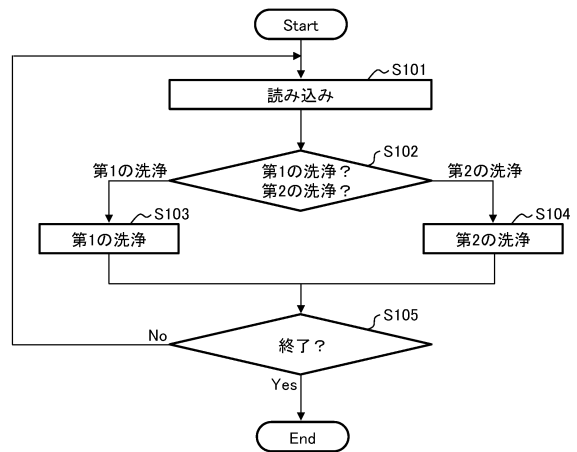 Start
S101
読み込み
S102
第1の洗浄？
第2の洗浄？
第1の洗浄
第2の洗浄
S103
第1の洗浄
S104
第2の洗浄
S105
終了？
No
Yes
End